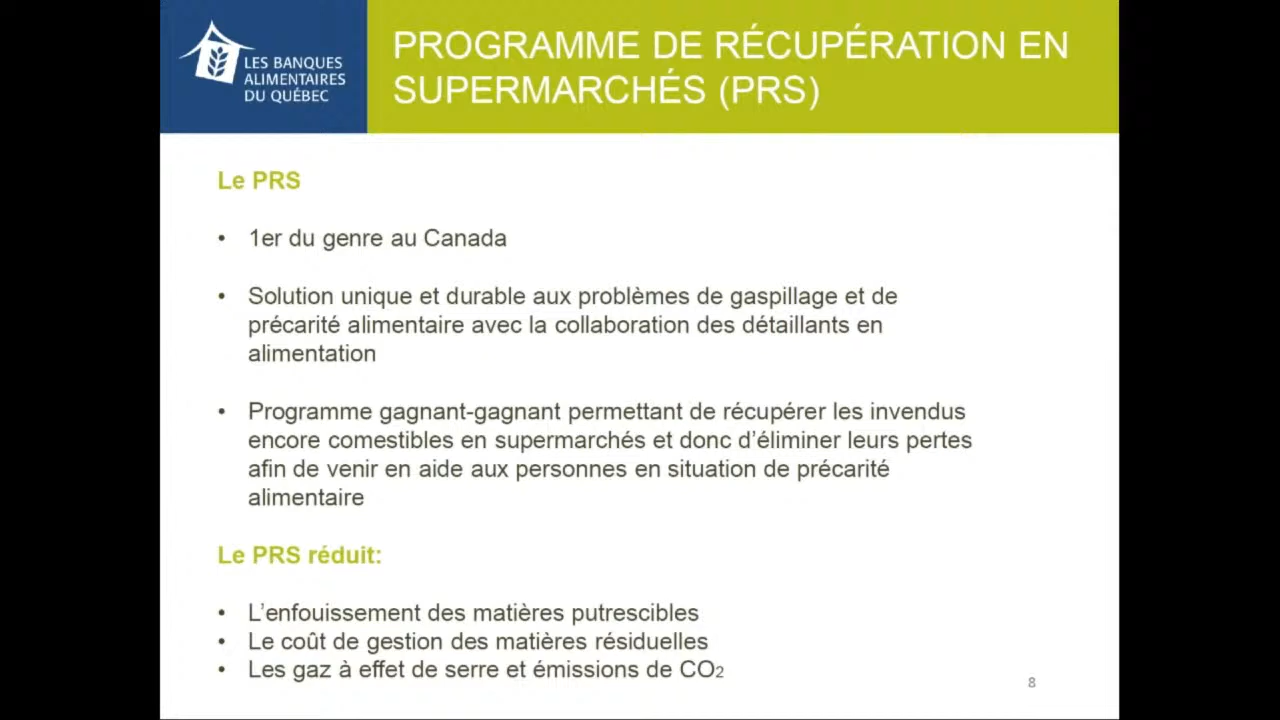 LES BANQUES
ALIMENTAIRES
DU QUÉBEC
PROGRAMME DE RÉCUPÉRATION EN
SUPERMARCHÉS (PRS)
Le PRS
• 1er du genre au Canada
• Solution unique et durable aux problèmes de gaspillage et de
précarité alimentaire avec la collaboration des détaillants en
alimentation
• Programme gagnant-gagnant permettant de récupérer les invendus
encore comestibles en supermarchés et donc d’éliminer leurs pertes
afin de venir en aide aux personnes en situation de précarité
alimentaire
Le PRS réduit:
• L’enfouissement des matières putrescibles
• Le coût de gestion des matières résiduelles
• Les gaz à effet de serre et émissions de CO₂
8